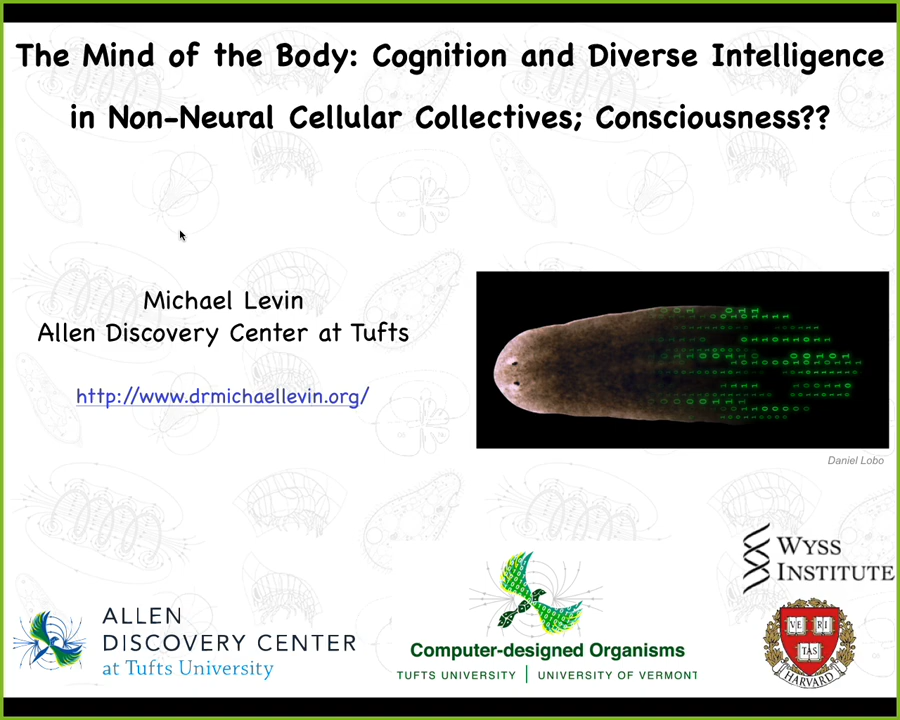 The Mind of the Body: Cognition and Diverse Intelligence
in Non-Neural Cellular Collectives; Consciousness??
Michael Levin
Allen Discovery Center at Tufts
http://www.drmichaellevin.org/
Daniel Lobo
WYSS
INSTITUTE
ALLEN
DISCOVERY CENTER
at Tufts University
Computer-designed Organisms
TUFTS UNIVERSITY | UNIVERSITY OF VERMONT
VE RI
TAS
HARVARD